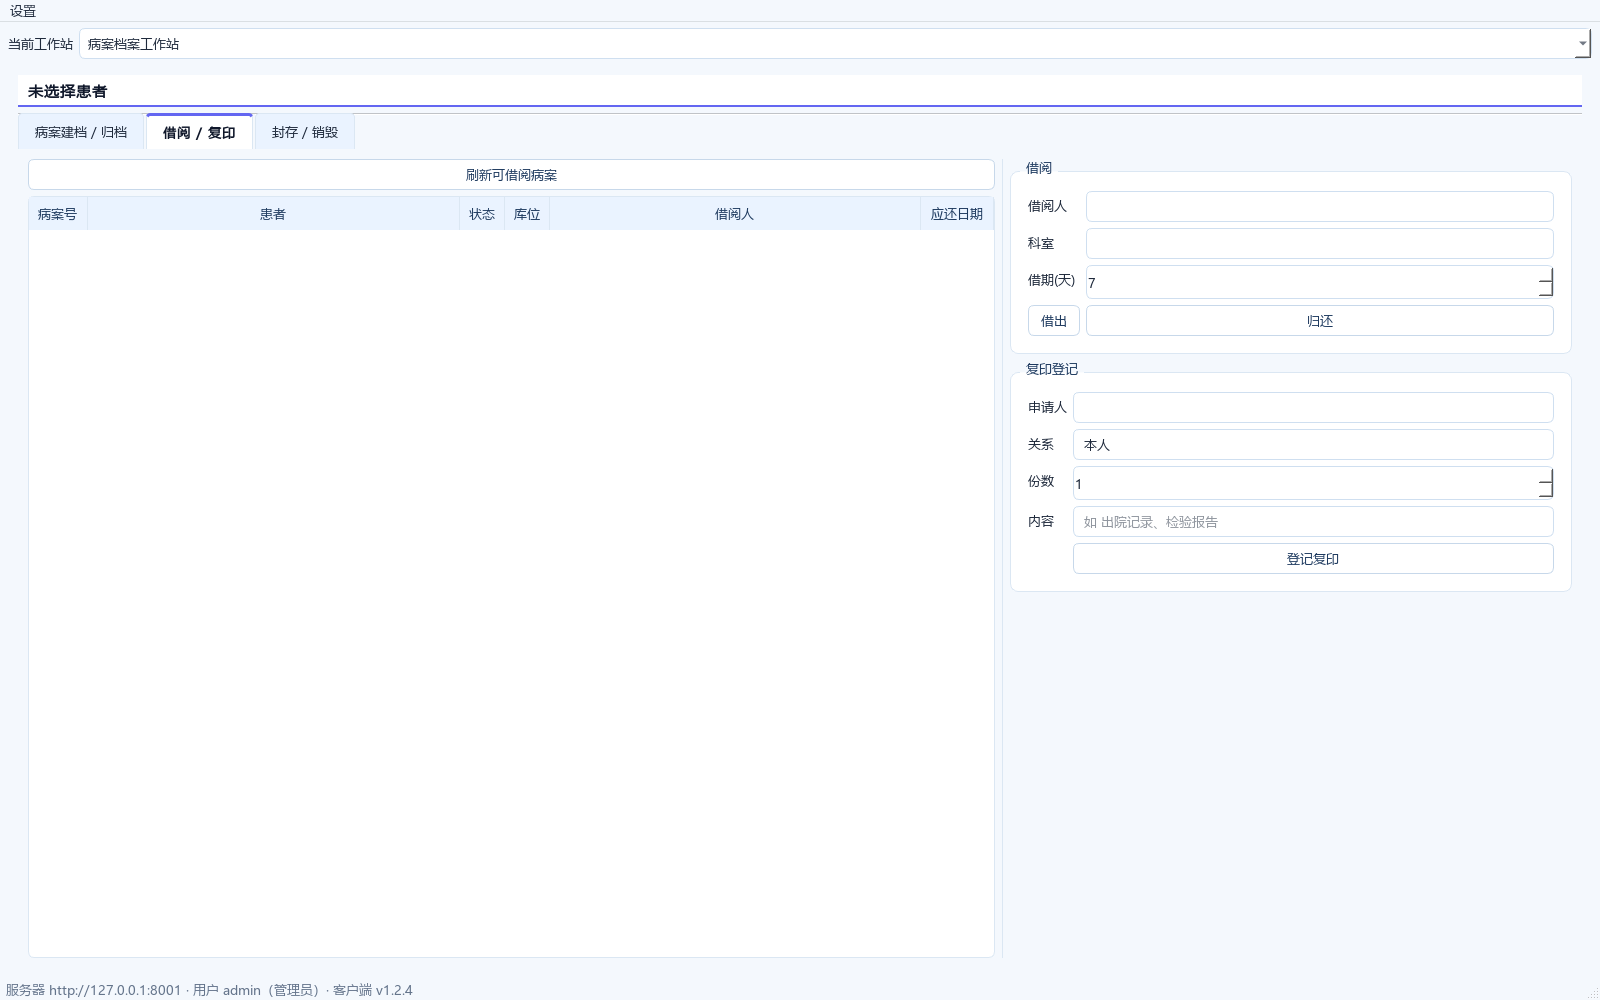 设置
当前工作站 病案档案工作站
未选择患者
病案建档 / 归档 借阅 / 复印 封存 / 销毁
刷新可借阅病案
病案号 患者 状态 库位 借阅人 应还日期
借阅
借阅人
科室
借期(天) 7
借出 归还
复印登记
申请人
关系 本人
份数 1
内容 如 出院记录、检验报告
登记复印
服务器 http://127.0.0.1:8001 · 用户 admin（管理员）· 客户端 v1.2.4